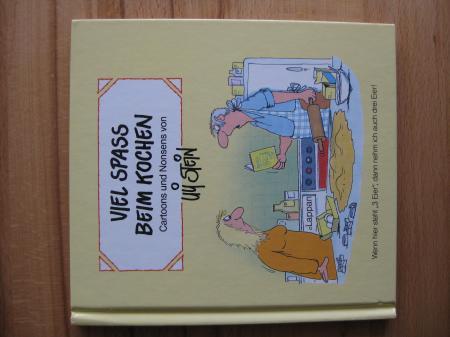 VIEL SPASS
BEIM KOCHEN
Cartoons und Nonsens von
Uli Stein
Lappan
Wenn hier steht „3 Eier“, dann nehm ich auch drei Eier!